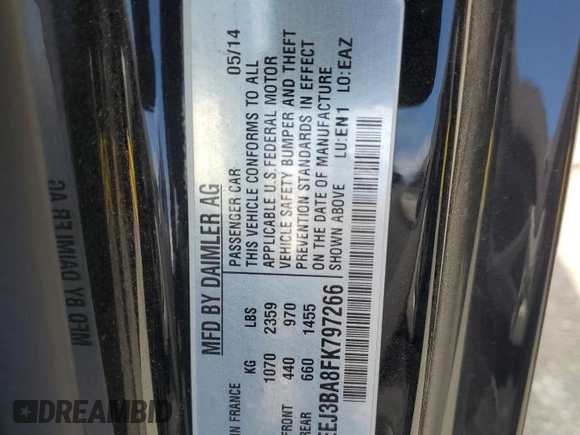 MFD BY DAIMLER AG
05/14
PASSENGER CAR
THIS VEHICLE CONFORMS TO ALL
APPLICABLE U.S. FEDERAL MOTOR
VEHICLE SAFETY BUMPER AND THEFT
PREVENTION STANDARDS IN EFFECT
ON THE DATE OF MANUFACTURE
SHOWN ABOVE LU:EN1 LO:EAZ
IN FRANCE KG LBS
1070 2359
FRONT 440 970
REAR 660 1455
EEJ3BA8FK797266
MFD BY DAIMLER AG
DREAMBID